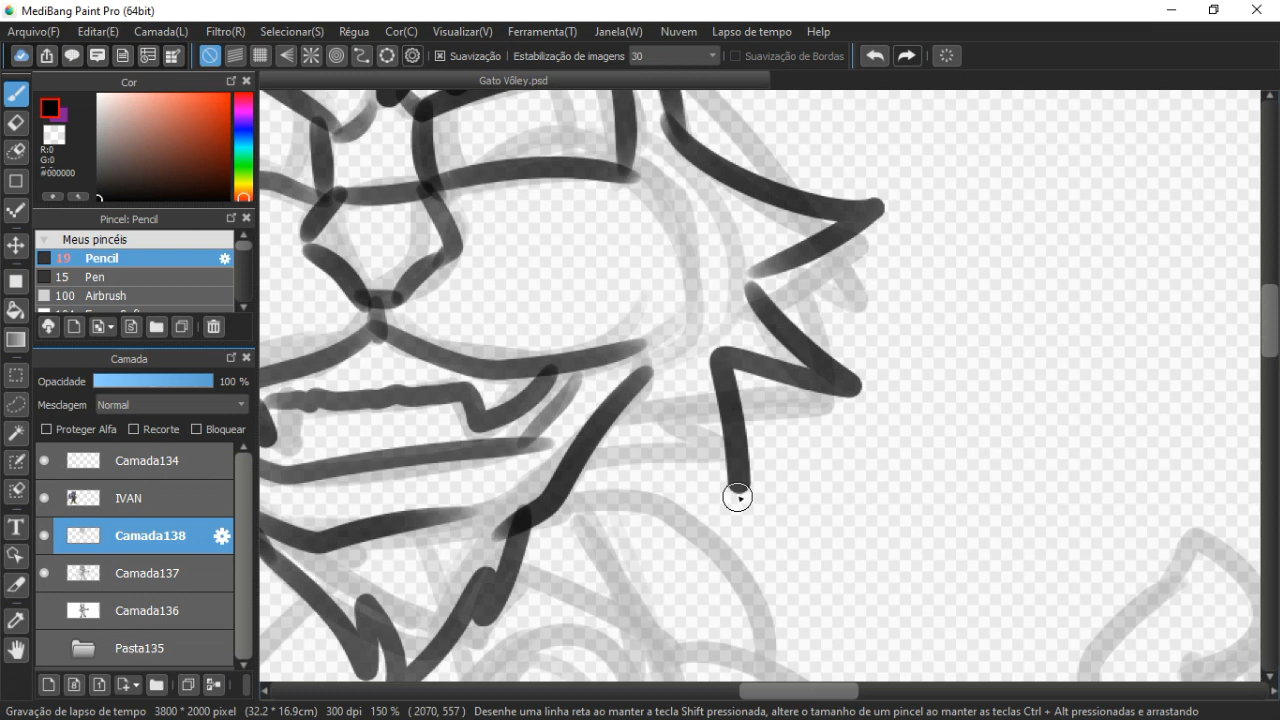 MediBang Paint Pro (64bit)
Arquivo(F) Editar(E) Camada(L) Filtro(R) Selecionar(S) Régua Cor(C) Visualizar(V) Ferramenta(T) Janela(W) Nuvem Lapso de tempo Help
Suavização Estabilização de imagens 30 Suavização de Bordas
Cor Gato Vôley.psd
R:0
G:0
#000000
Pincel: Pencil
Meus pincéis
19 Pencil
15 Pen
100 Airbrush
Camada
Opacidade 100 %
Mesclagem Normal
Proteger Alfa Recorte Bloquear
Camada134
IVAN
Camada138
Camada137
Camada136
Pasta135
Gravação de lapso de tempo 3800 * 2000 pixel (32.2 * 16.9cm) 300 dpi 150 % ( 2070, 557 ) Desenhe uma linha reta ao manter a tecla Shift pressionada, altere o tamanho de um pincel ao manter as teclas Ctrl + Alt pressionadas e arrastando